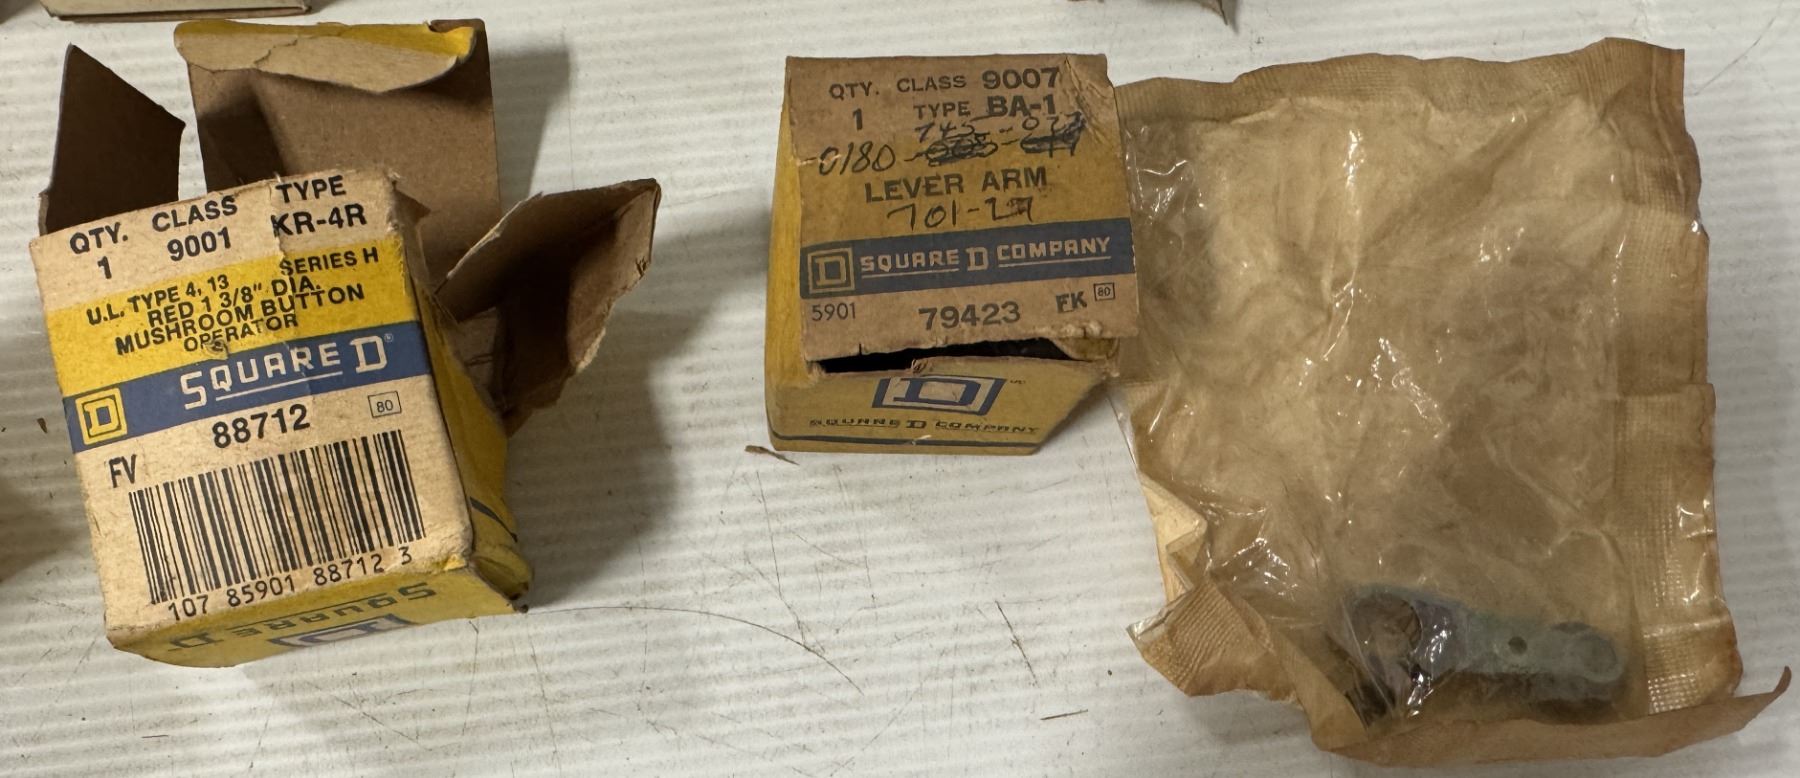 QTY. CLASS TYPE
1 9001 KR-4R
SERIES H
U.L. TYPE 4, 13
RED 1 3/8" DIA.
MUSHROOM BUTTON
OPERATOR
D SQUARE D®
88712 80
FV
107 85901 88712 3
SQUARE D
QTY. CLASS 9007
1 TYPE BA-1
745-077
0180
LEVER ARM
701-27
D SQUARE D COMPANY
5901 79423 FK 80
D
SQUARE D COMPANY